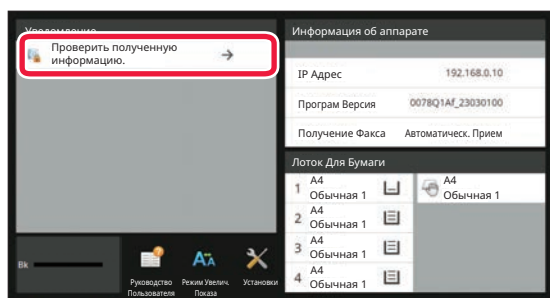 Уведомление
Проверить полученную
информацию.
Информация об аппарате
IP Адрес 192.168.0.10
Програм Версия 0078Q1Af_23030100
Получение Факса Автоматическ. Прием
Лоток Для Бумаги
1 A4
Обычная 1
A4
Обычная 1
2 A4
Обычная 1
3 A4
Обычная 1
4 A4
Обычная 1
Bk
Руководство
Пользователя
Режим Увелич.
Показа
Установки